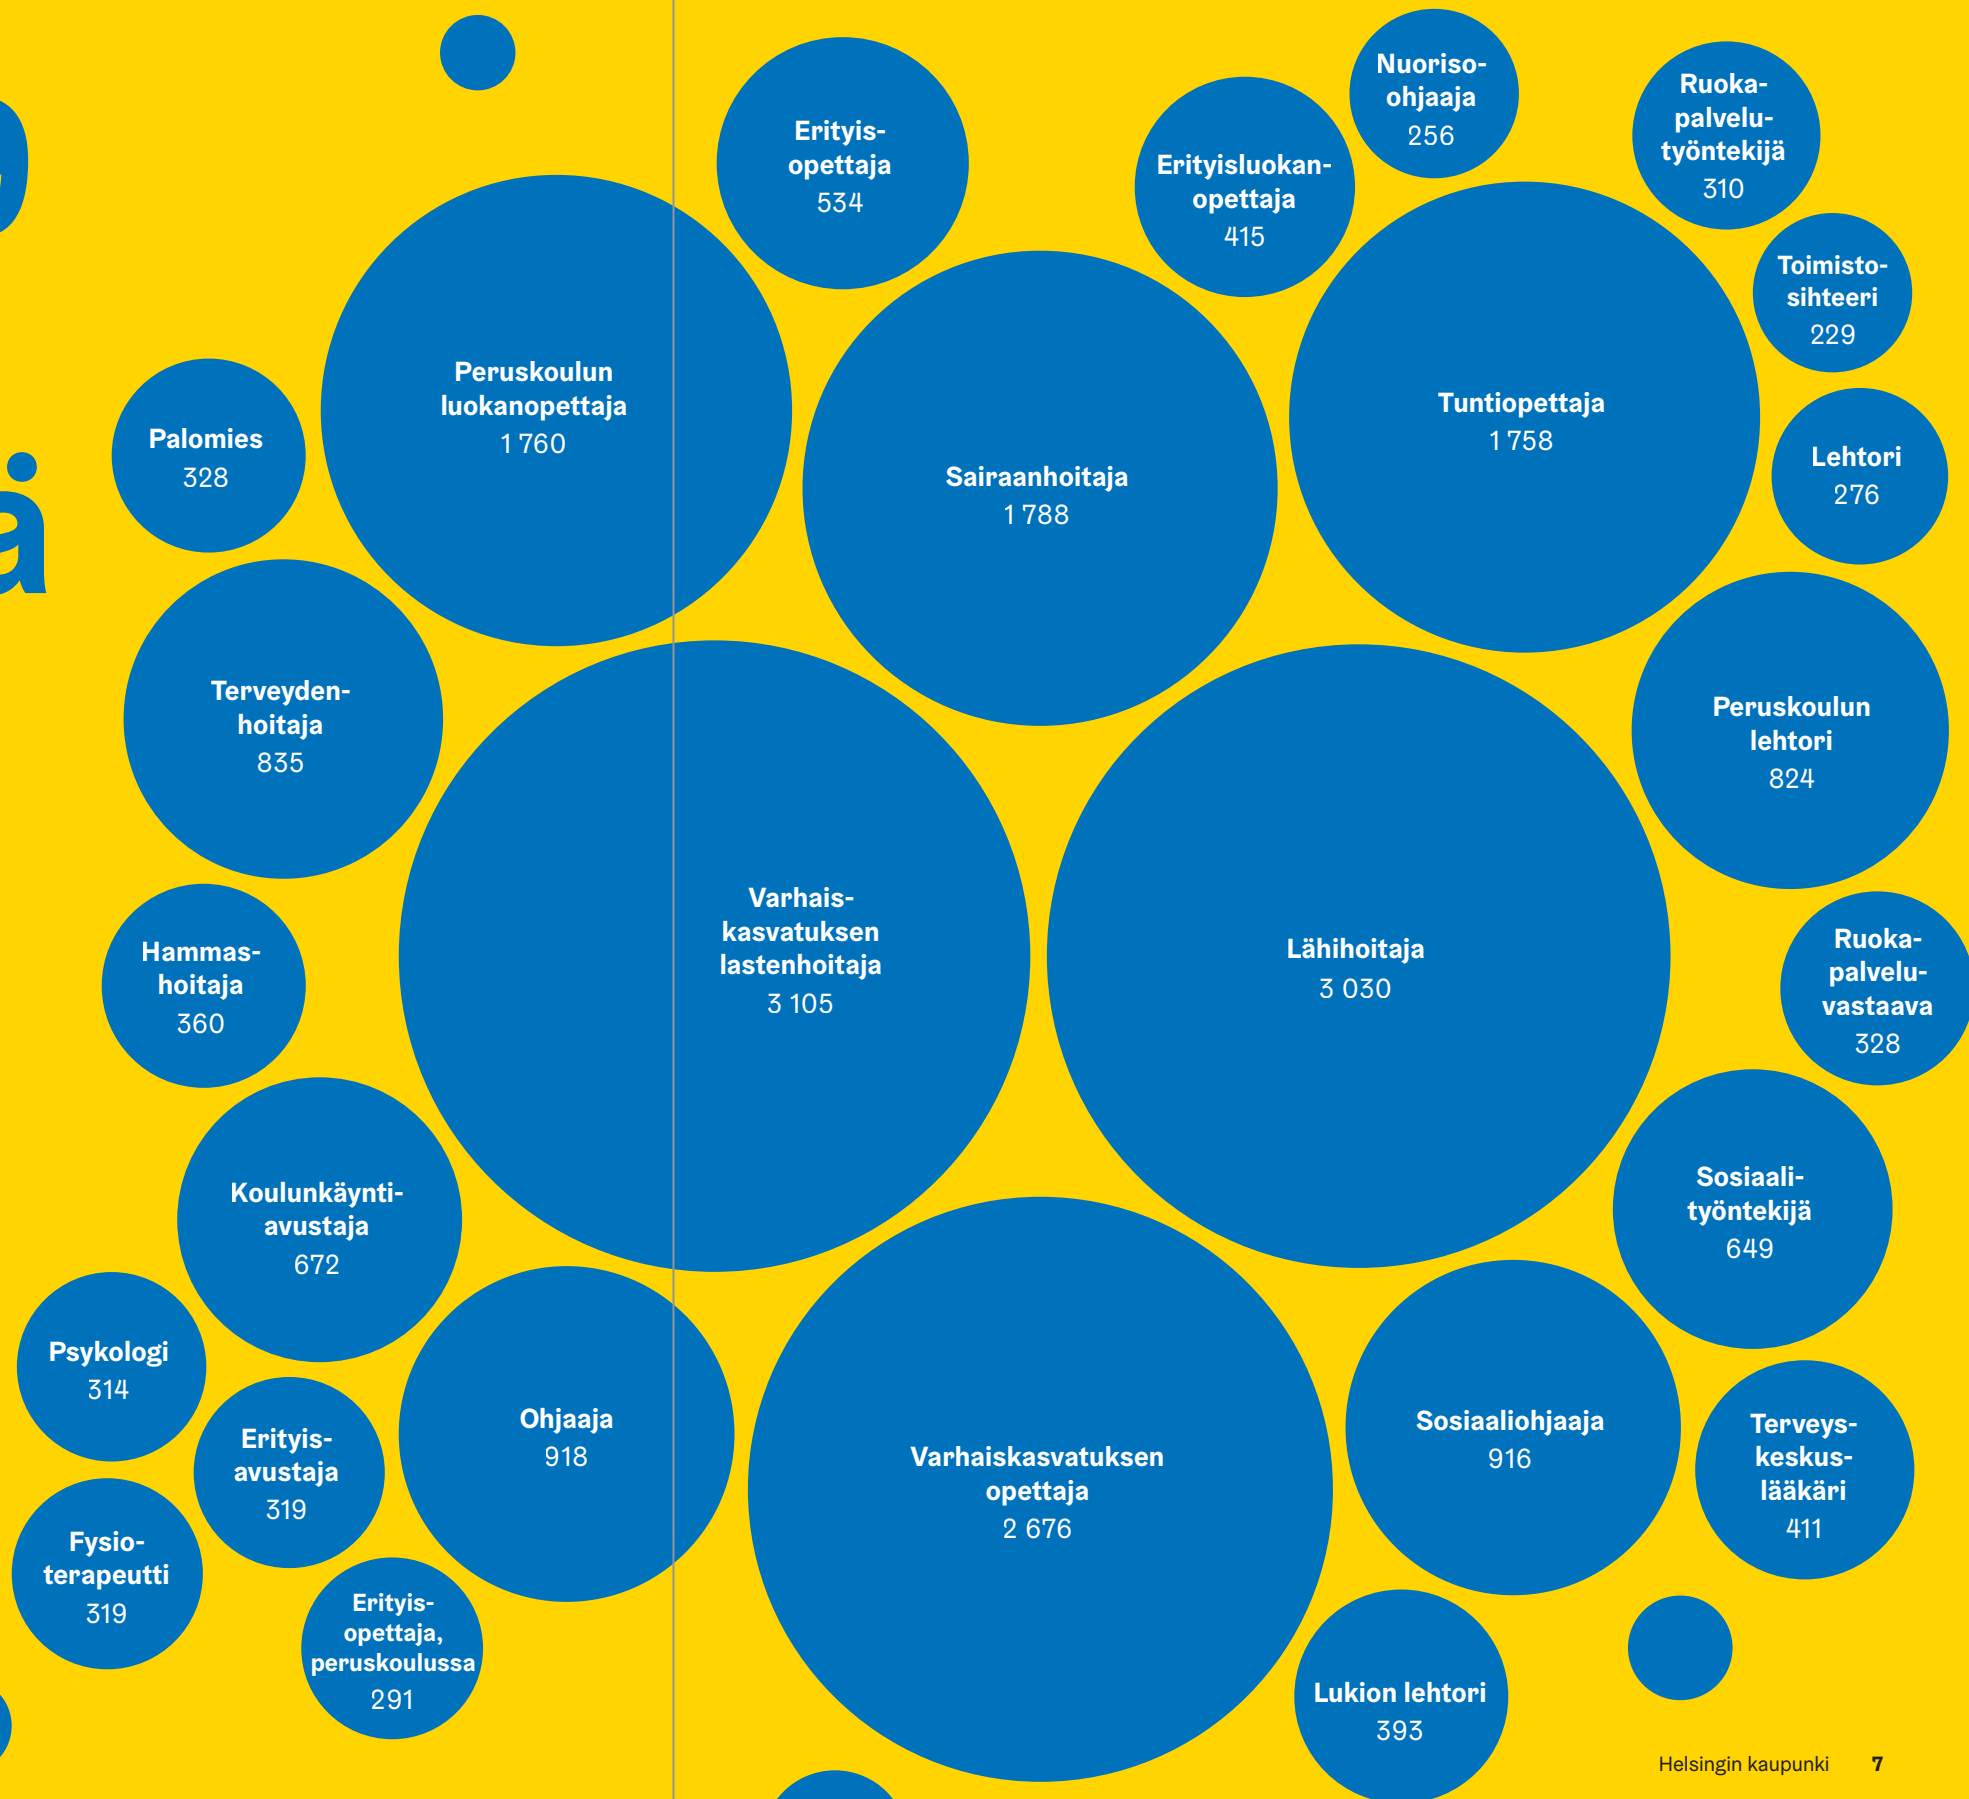 Nuoriso-
ohjaaja
256
Ruoka-
palvelu-
työntekijä
310
Erityis-
opettaja
534
Erityisluokan-
opettaja
415
Toimisto-
sihteeri
229
Peruskoulun
luokanopettaja
1 760
Tuntiopettaja
1 758
Palomies
328
Sairaanhoitaja
1 788
Lehtori
276
Terveyden-
hoitaja
835
Peruskoulun
lehtori
824
Varhais-
kasvatuksen
lastenhoitaja
3 105
Lähihoitaja
3 030
Ruoka-
palvelu-
vastaava
328
Hammas-
hoitaja
360
Koulunkäynti-
avustaja
672
Sosiaali-
työntekijä
649
Psykologi
314
Erityis-
avustaja
319
Ohjaaja
918
Varhaiskasvatuksen
opettaja
2 676
Sosiaaliohjaaja
916
Terveys-
keskus-
lääkäri
411
Fysio-
terapeutti
319
Erityis-
opettaja,
peruskoulussa
291
Lukion lehtori
393
Helsingin kaupunki 7